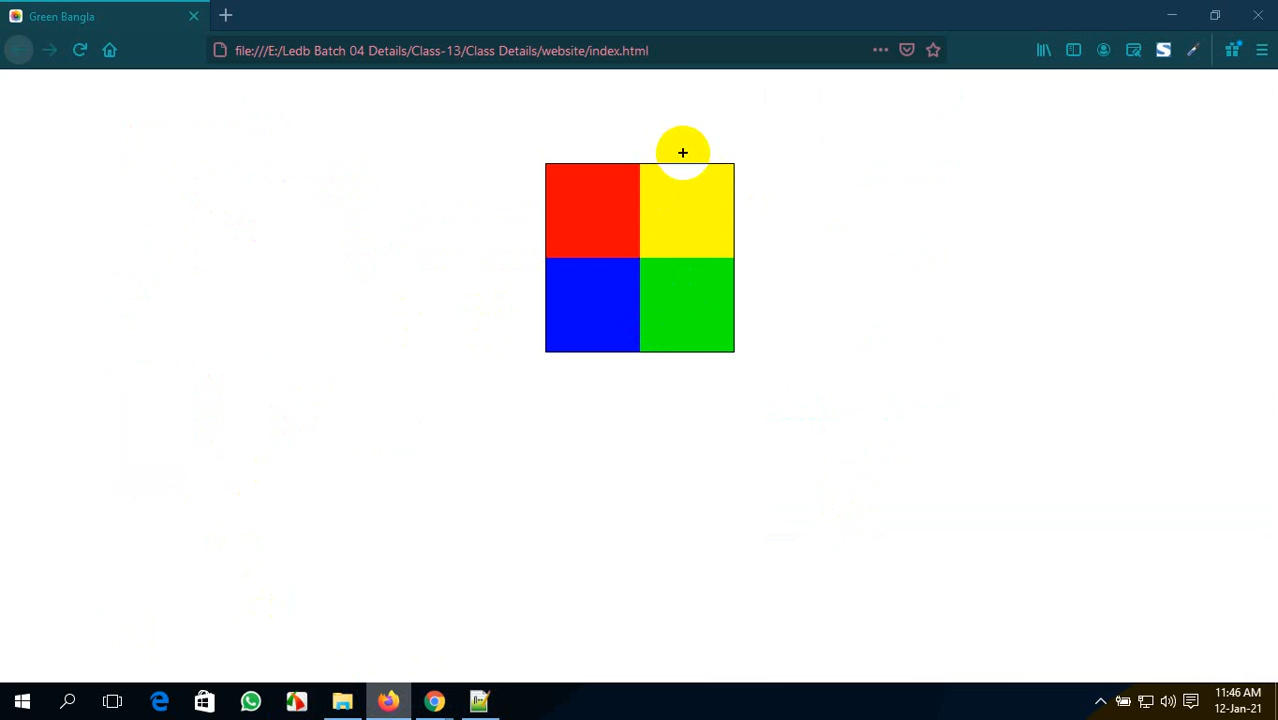 Green Bangla
file:///E:/Ledb Batch 04 Details/Class-13/Class Details/website/index.html
11:46 AM
12-Jan-21